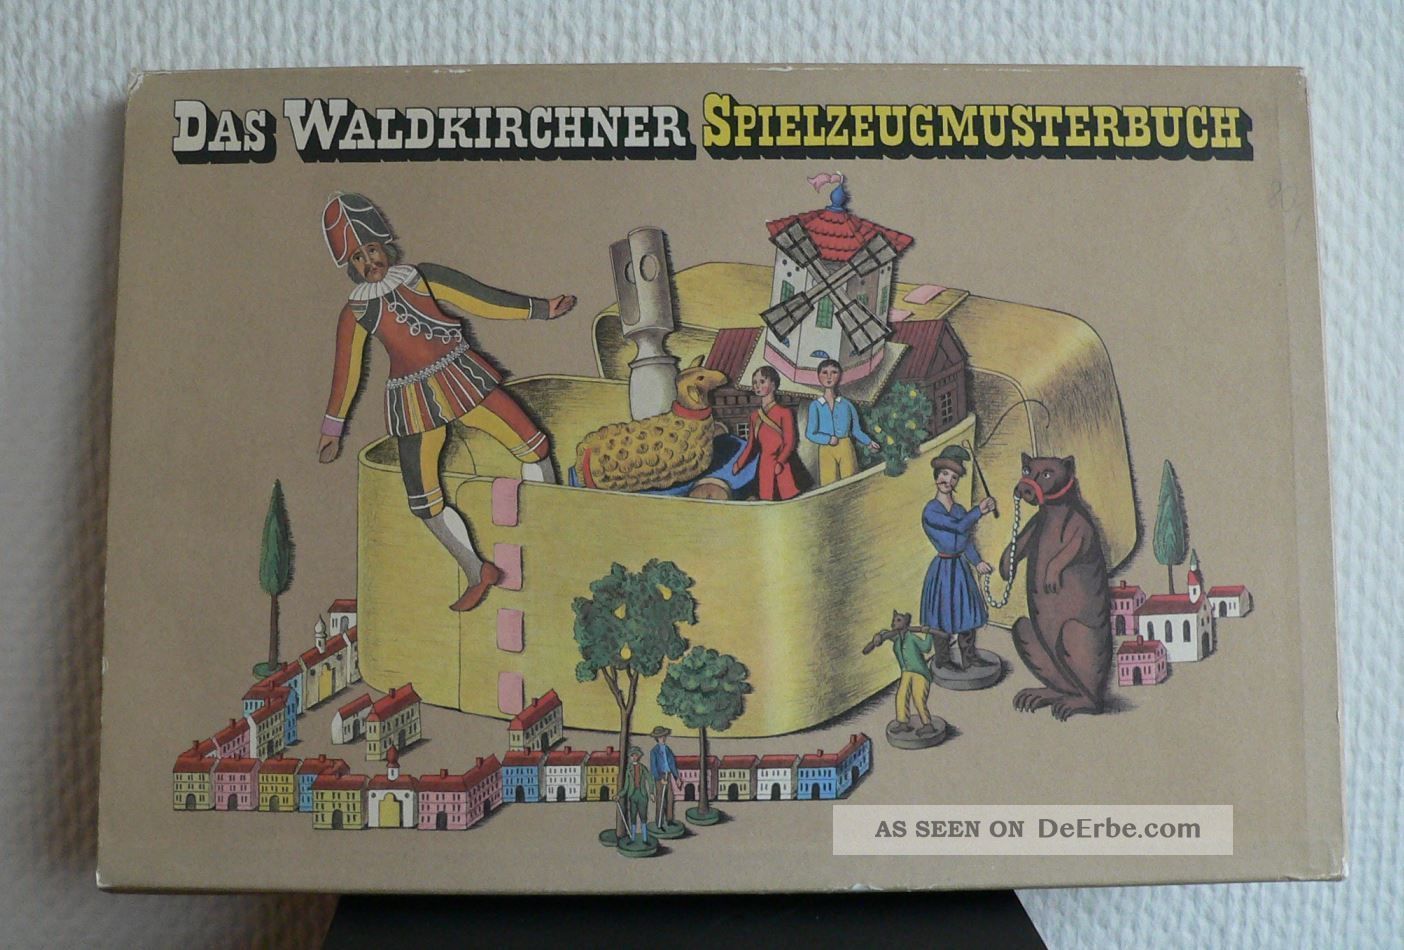 DAS WALDKIRCHNER SPIELZEUGMUSTERBUCH
AS SEEN ON DeErbe.com